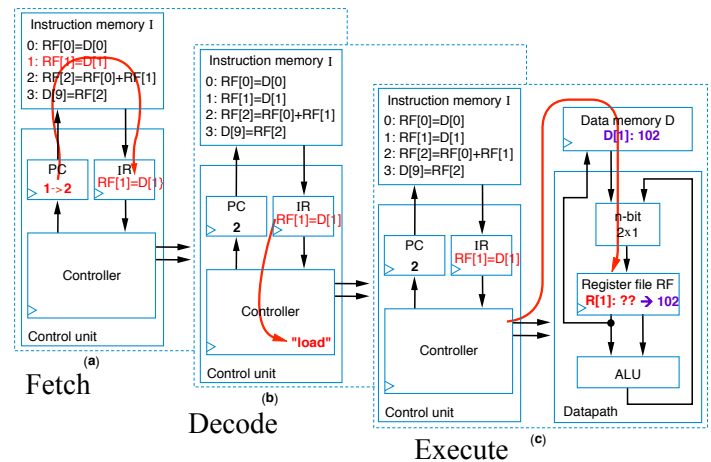 Instruction memory I
0: RF[0]=D[0]
1: RF[1]=D[1]
2: RF[2]=RF[0]+RF[1]
3: D[9]=RF[2]
PC
1->2
IR
RF[1]=D[1}
Controller
Control unit
(a)
Fetch
Instruction memory I
0: RF[0]=D[0]
1: RF[1]=D[1]
2: RF[2]=RF[0]+RF[1]
3: D[9]=RF[2]
PC
2
IR
RF[1]=D[1]
Controller
"load"
Control unit
(b)
Decode
Instruction memory I
0: RF[0]=D[0]
1: RF[1]=D[1]
2: RF[2]=RF[0]+RF[1]
3: D[9]=RF[2]
PC
2
IR
RF[1]=D[1]
Controller
Control unit
Data memory D
D[1]: 102
n-bit
2x1
Register file RF
R[1]: ?? → 102
ALU
Datapath
(c)
Execute